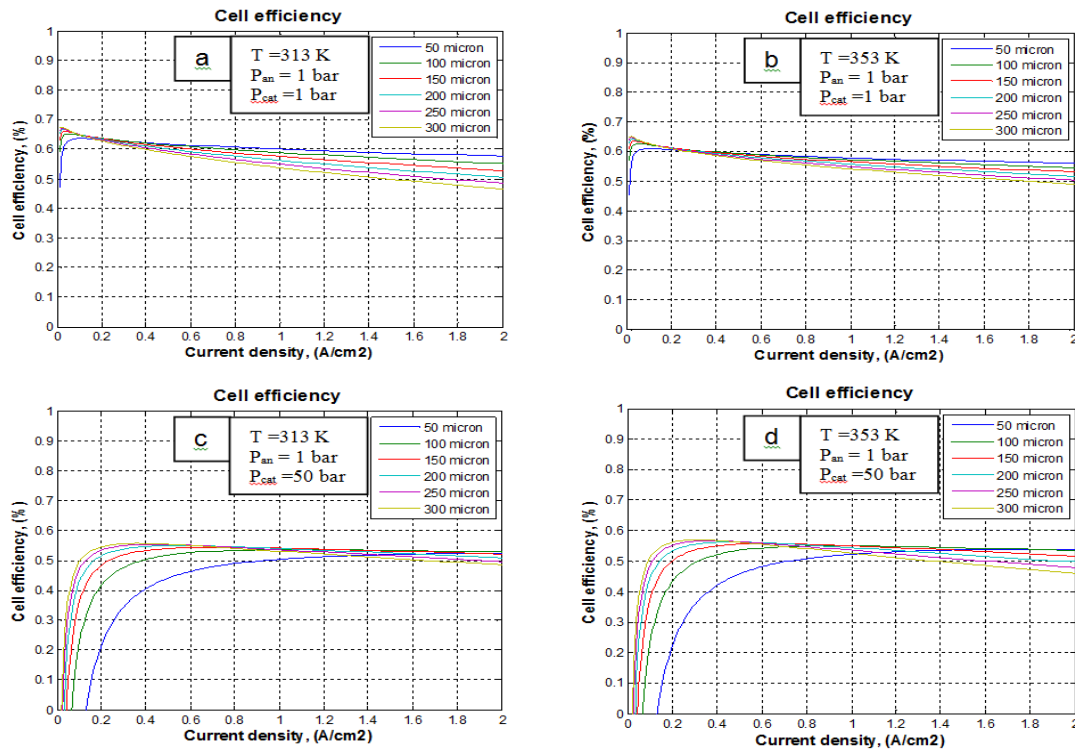 Cell efficiency
a
T =313 K
P_an = 1 bar
P_cat =1 bar
50 micron
100 micron
150 micron
200 micron
250 micron
300 micron
Cell efficiency, (%)
1
0.9
0.8
0.7
0.6
0.5
0.4
0.3
0.2
0.1
0
0 0.2 0.4 0.6 0.8 1 1.2 1.4 1.6 1.8 2
Current density, (A/cm2)
Cell efficiency
b
T =353 K
P_an = 1 bar
P_cat =1 bar
50 micron
100 micron
150 micron
200 micron
250 micron
300 micron
Cell efficiency, (%)
1
0.9
0.8
0.7
0.6
0.5
0.4
0.3
0.2
0.1
0
0 0.2 0.4 0.6 0.8 1 1.2 1.4 1.6 1.8 2
Current density, (A/cm2)
Cell efficiency
c
T =313 K
P_an = 1 bar
P_cat =50 bar
50 micron
100 micron
150 micron
200 micron
250 micron
300 micron
Cell efficiency, (%)
1
0.9
0.8
0.7
0.6
0.5
0.4
0.3
0.2
0.1
0
0 0.2 0.4 0.6 0.8 1 1.2 1.4 1.6 1.8 2
Current density, (A/cm2)
Cell efficiency
d
T =353 K
P_an = 1 bar
P_cat =50 bar
50 micron
100 micron
150 micron
200 micron
250 micron
300 micron
Cell efficiency, (%)
1
0.9
0.8
0.7
0.6
0.5
0.4
0.3
0.2
0.1
0
0 0.2 0.4 0.6 0.8 1 1.2 1.4 1.6 1.8 2
Current density, (A/cm2)